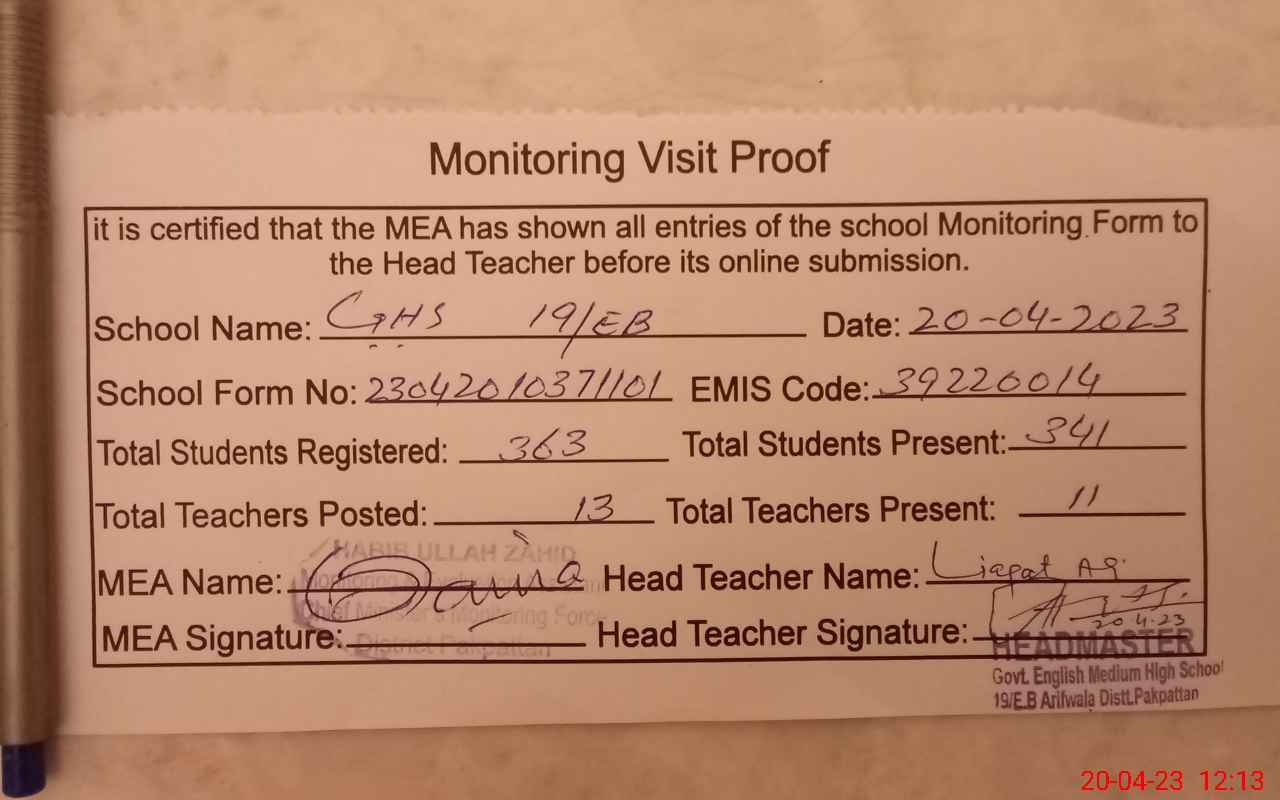 Monitoring Visit Proof
it is certified that the MEA has shown all entries of the school Monitoring Form to
the Head Teacher before its online submission.
School Name: GHS 19/EB Date: 20-04-2023
School Form No: 23042010371101 EMIS Code: 39220014
Total Students Registered: 363 Total Students Present: 341
Total Teachers Posted: 13 Total Teachers Present: 11
HABIB ULLAH ZAHID
MEA Name: Head Teacher Name: Liaqat
Chief Minister's Monitoring Force
20.4.23
MEA Signature: Head Teacher Signature:
District Pakpattan
HEADMASTER
Govt. English Medium High School
19/E.B Arifwala Distt.Pakpattan
20-04-23 12:13